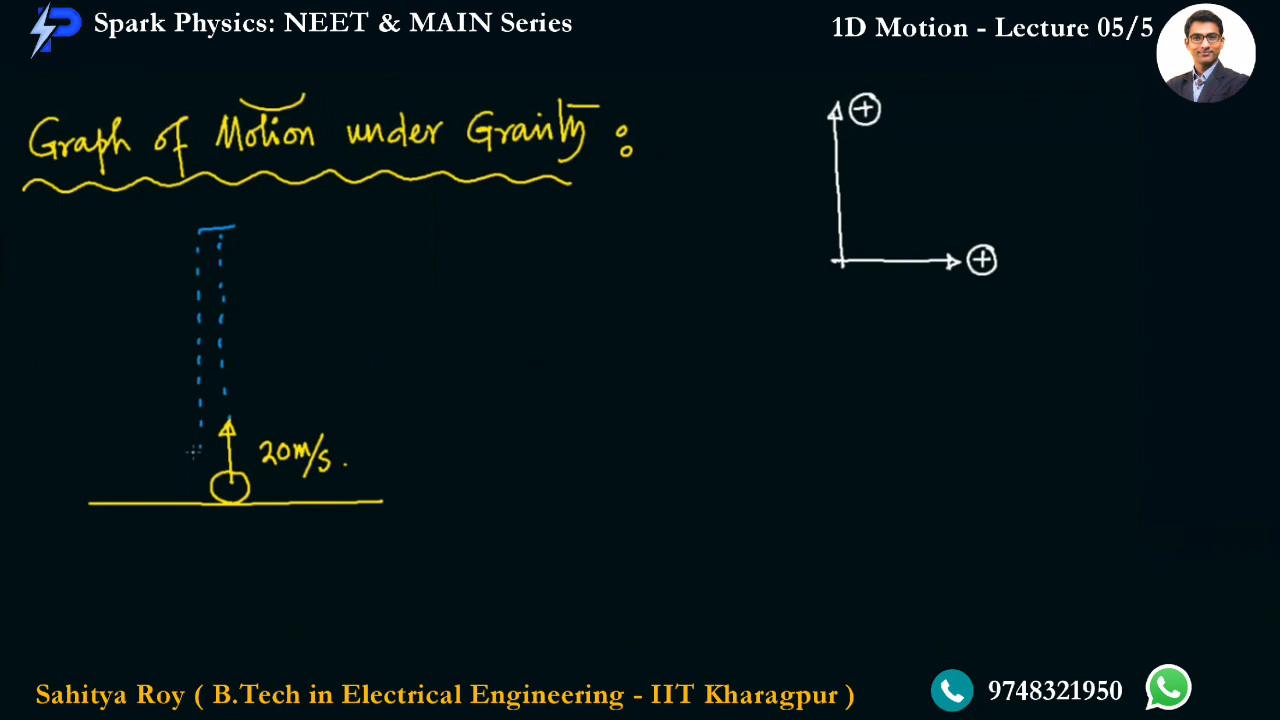 Spark Physics: NEET & MAIN Series
1D Motion - Lecture 05/5
Graph of Motion under Gravity :
+
+
20m/s.
Sahitya Roy ( B.Tech in Electrical Engineering - IIT Kharagpur )
9748321950